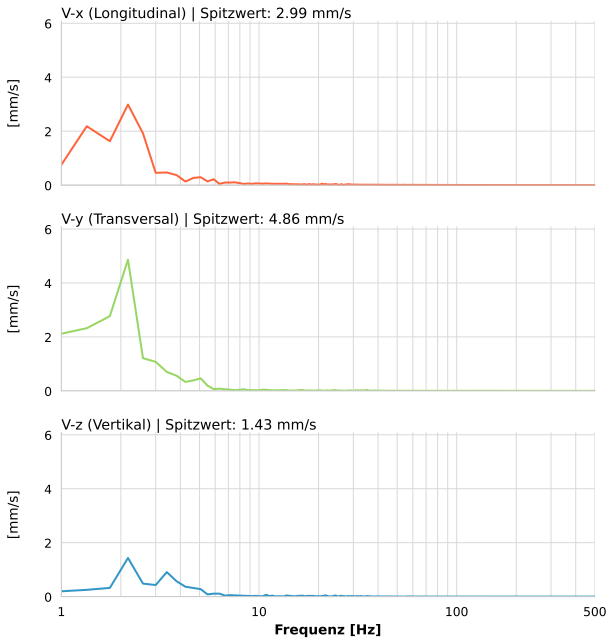 V-x (Longitudinal) | Spitzwert: 2.99 mm/s
6
4
2
0
[mm/s]
V-y (Transversal) | Spitzwert: 4.86 mm/s
6
4
2
0
[mm/s]
V-z (Vertikal) | Spitzwert: 1.43 mm/s
6
4
2
0
[mm/s]
1 10 100 500
Frequenz [Hz]